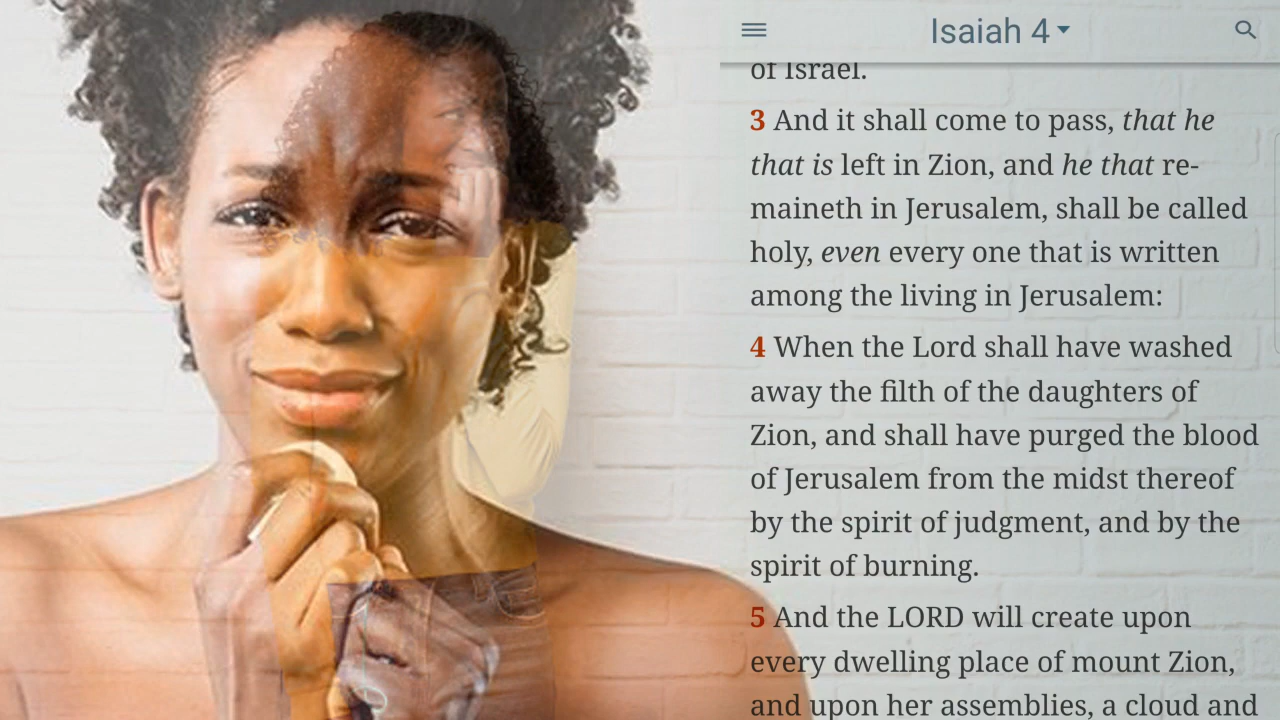 Isaiah 4
of Israel.
3 And it shall come to pass, that he
that is left in Zion, and he that re-
maineth in Jerusalem, shall be called
holy, even every one that is written
among the living in Jerusalem:
4 When the Lord shall have washed
away the filth of the daughters of
Zion, and shall have purged the blood
of Jerusalem from the midst thereof
by the spirit of judgment, and by the
spirit of burning.
5 And the LORD will create upon
every dwelling place of mount Zion,
and upon her assemblies, a cloud and